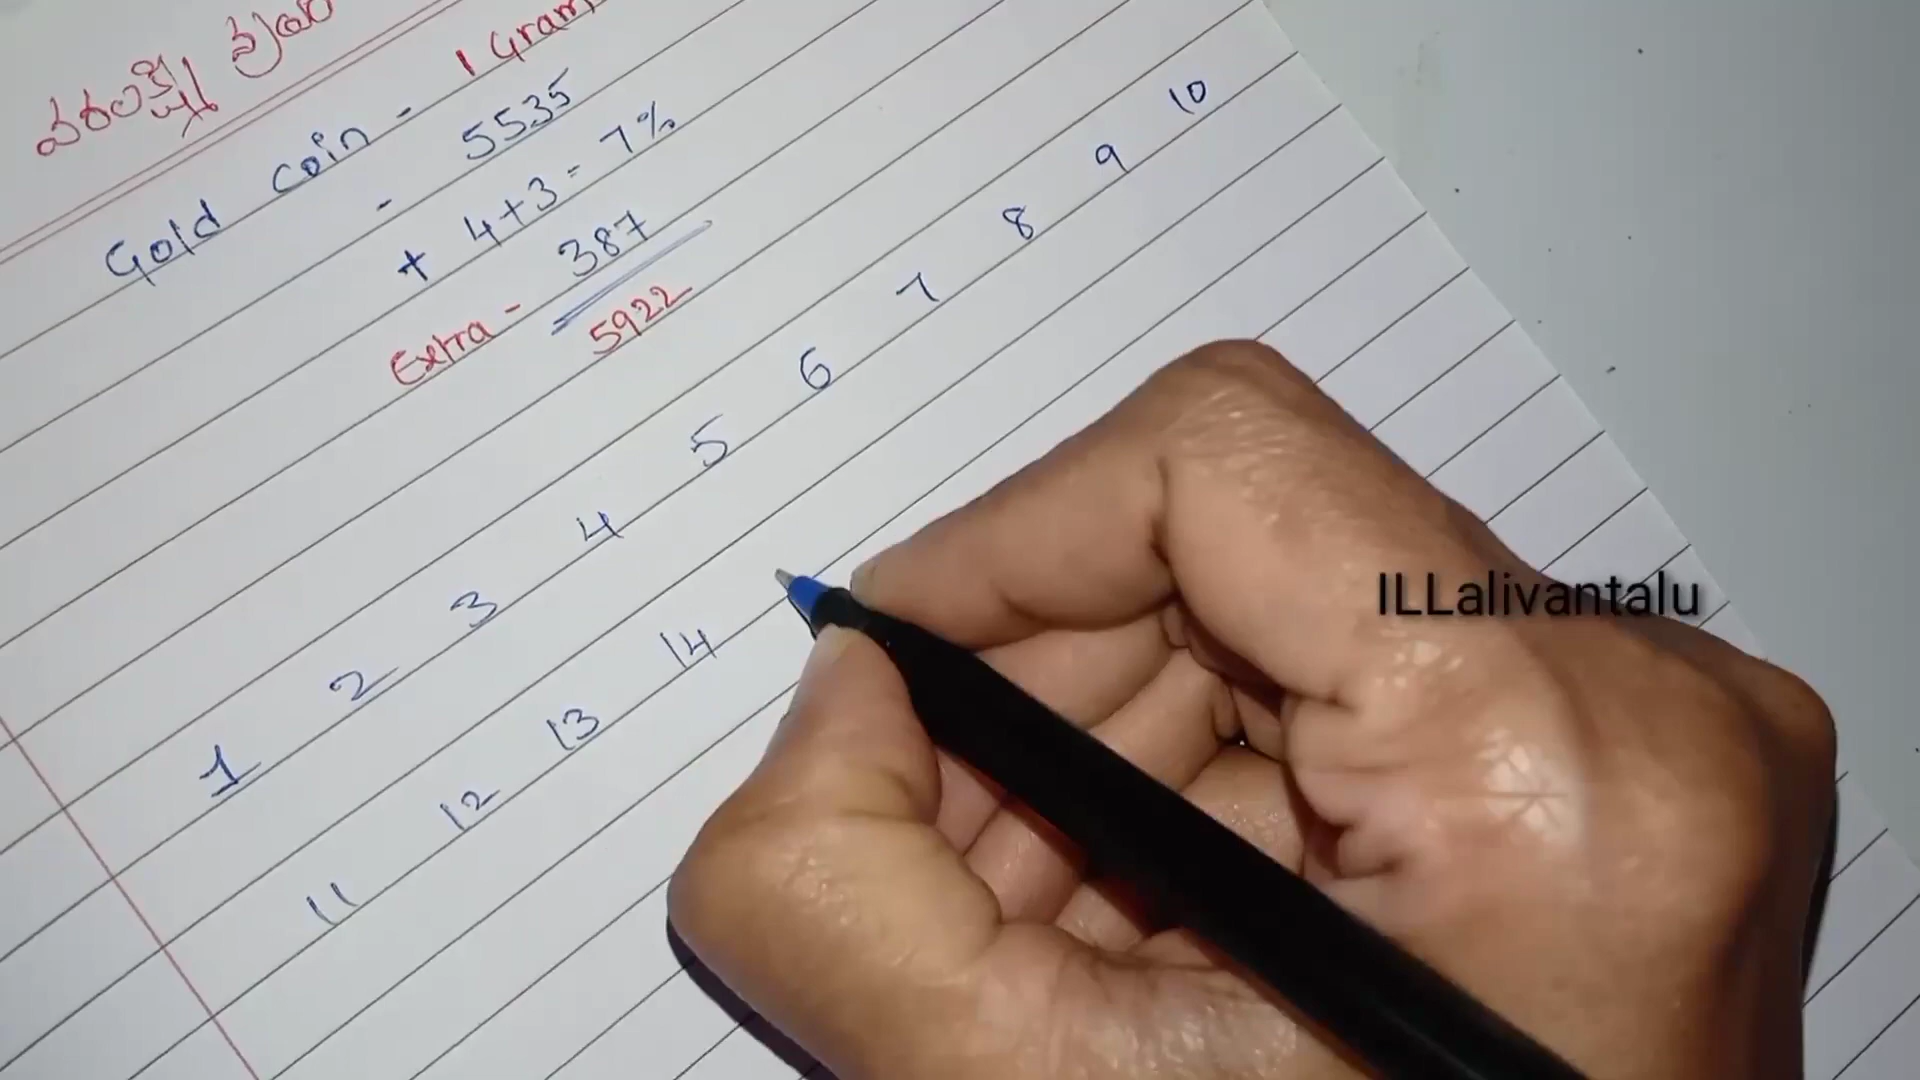 Gold coin - 1 Gram
- 5535
+ 4+3= 7%
Extra - 387
5922
1 2 3 4 5 6 7 8 9 10
11 12 13 14
ILLalivantalu